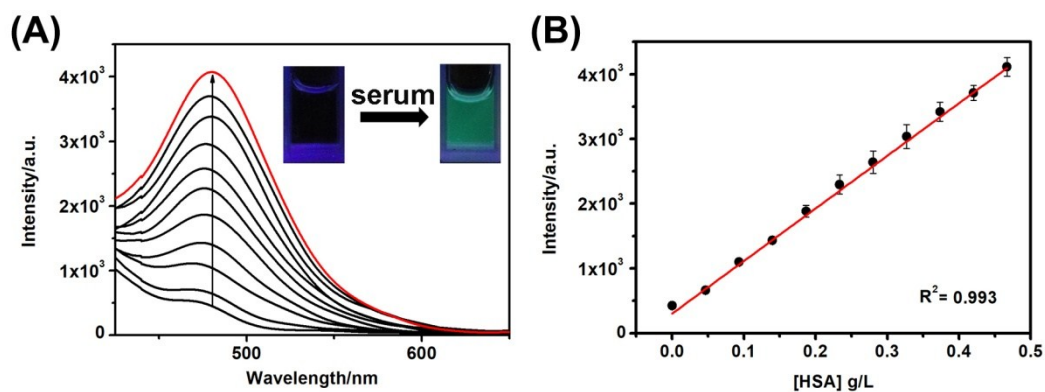 (A)
4x10³
3x10³
2x10³
1x10³
0
Intensity/a.u.
serum
500
600
Wavelength/nm
(B)
4x10³
3x10³
2x10³
1x10³
0
Intensity/a.u.
R²= 0.993
0.0 0.1 0.2 0.3 0.4 0.5
[HSA] g/L